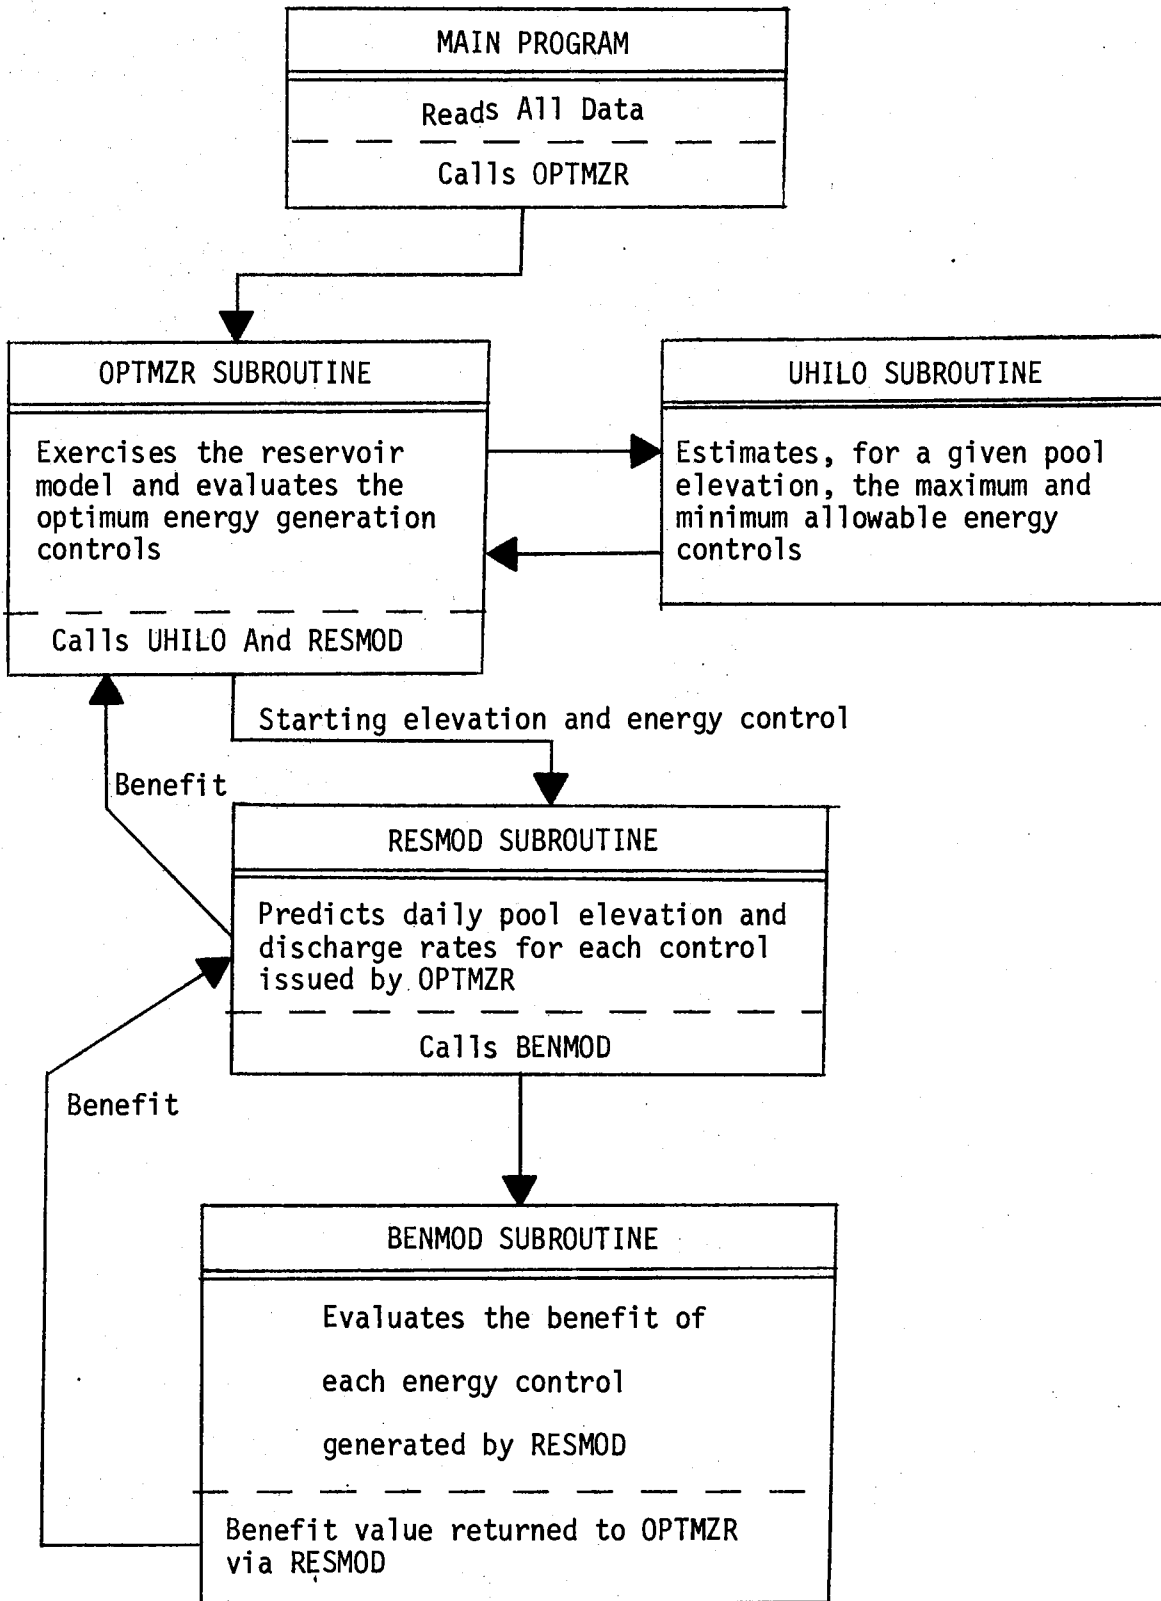 MAIN PROGRAM
Reads All Data
Calls OPTMZR
OPTMZR SUBROUTINE
Exercises the reservoir
model and evaluates the
optimum energy generation
controls
Calls UHILO And RESMOD
UHILO SUBROUTINE
Estimates, for a given pool
elevation, the maximum and
minimum allowable energy
controls
Starting elevation and energy control
Benefit
RESMOD SUBROUTINE
Predicts daily pool elevation and
discharge rates for each control
issued by OPTMZR
Calls BENMOD
Benefit
BENMOD SUBROUTINE
Evaluates the benefit of
each energy control
generated by RESMOD
Benefit value returned to OPTMZR
via RESMOD